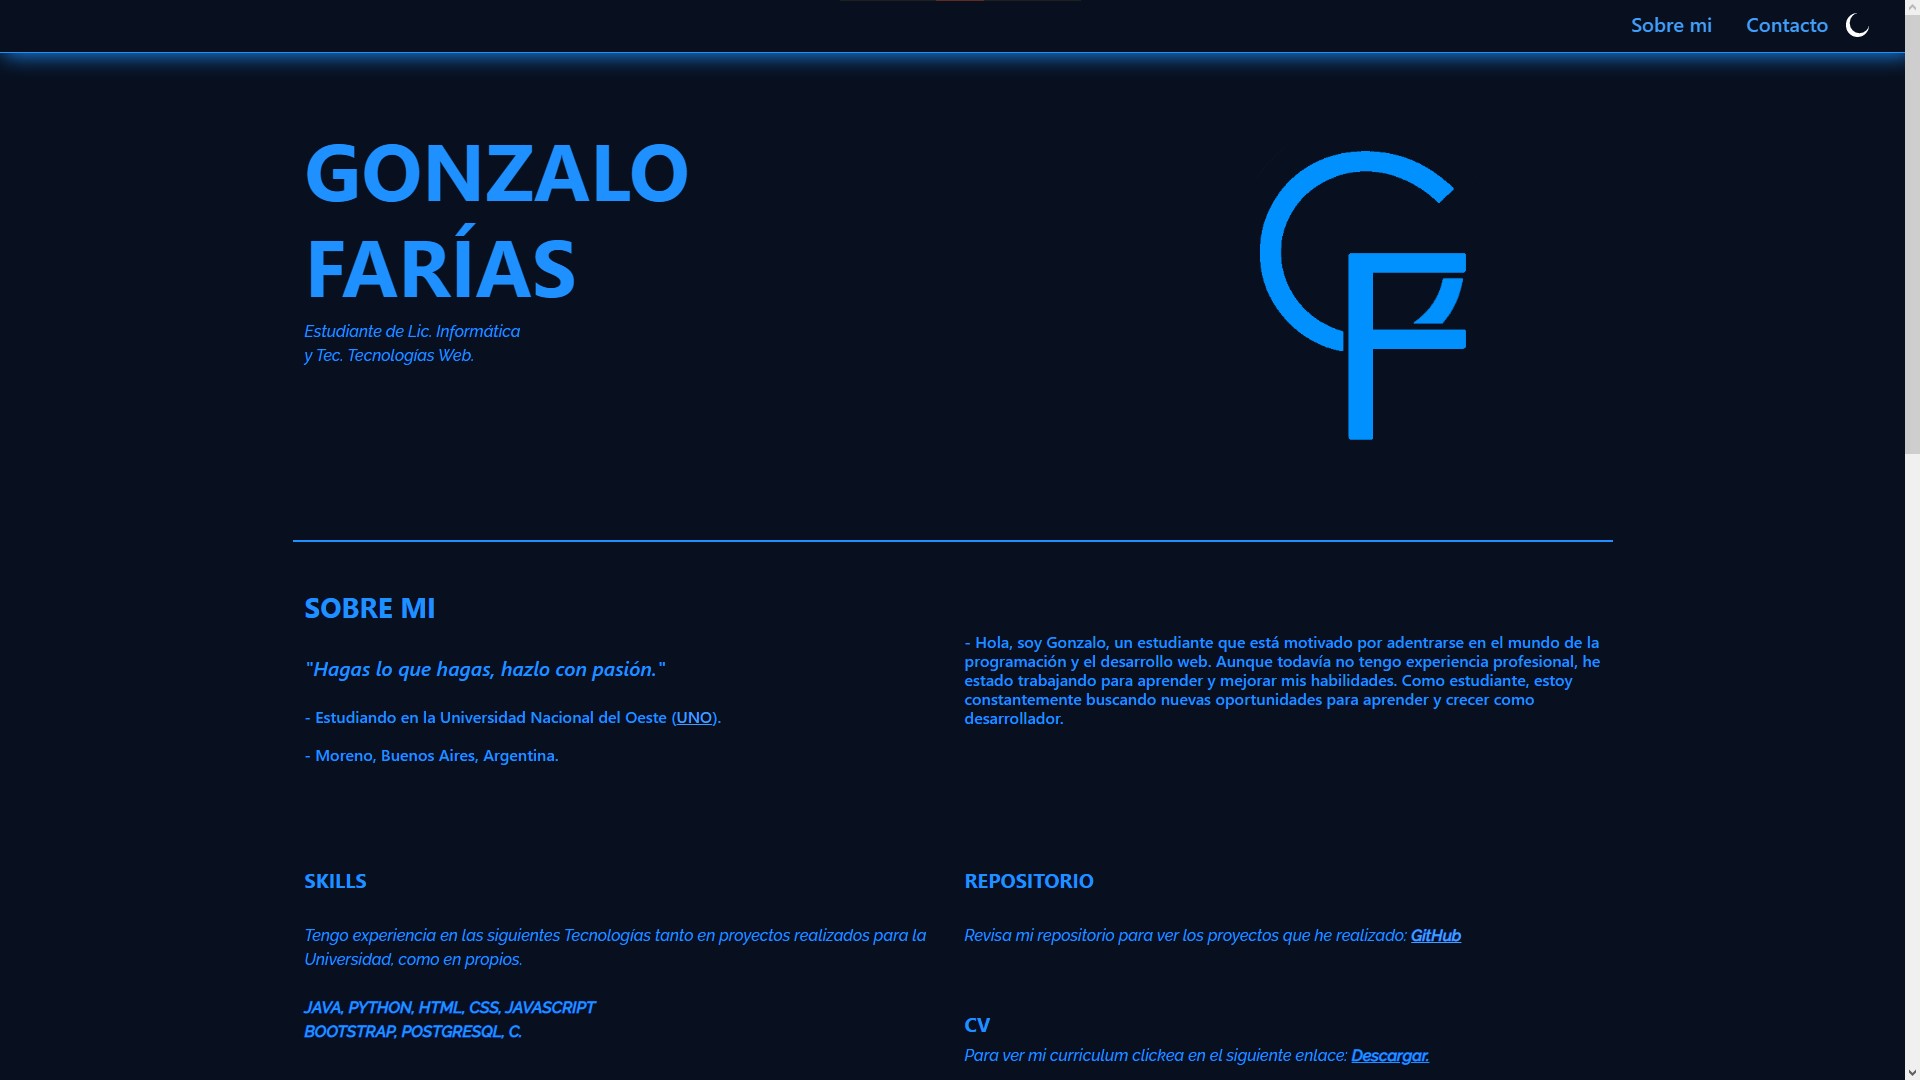 Sobre mi
Contacto
GONZALO
FARÍAS
Estudiante de Lic. Informática
y Tec. Tecnologías Web.
GF
SOBRE MI
"Hagas lo que hagas, hazlo con pasión."
- Estudiando en la Universidad Nacional del Oeste (UNO).
- Moreno, Buenos Aires, Argentina.
- Hola, soy Gonzalo, un estudiante que está motivado por adentrarse en el mundo de la
programación y el desarrollo web. Aunque todavía no tengo experiencia profesional, he
estado trabajando para aprender y mejorar mis habilidades. Como estudiante, estoy
constantemente buscando nuevas oportunidades para aprender y crecer como
desarrollador.
SKILLS
Tengo experiencia en las siguientes Tecnologías tanto en proyectos realizados para la
Universidad, como en propios.
JAVA, PYTHON, HTML, CSS, JAVASCRIPT
BOOTSTRAP, POSTGRESQL, C.
REPOSITORIO
Revisa mi repositorio para ver los proyectos que he realizado: GitHub
CV
Para ver mi curriculum clickea en el siguiente enlace: Descargar.